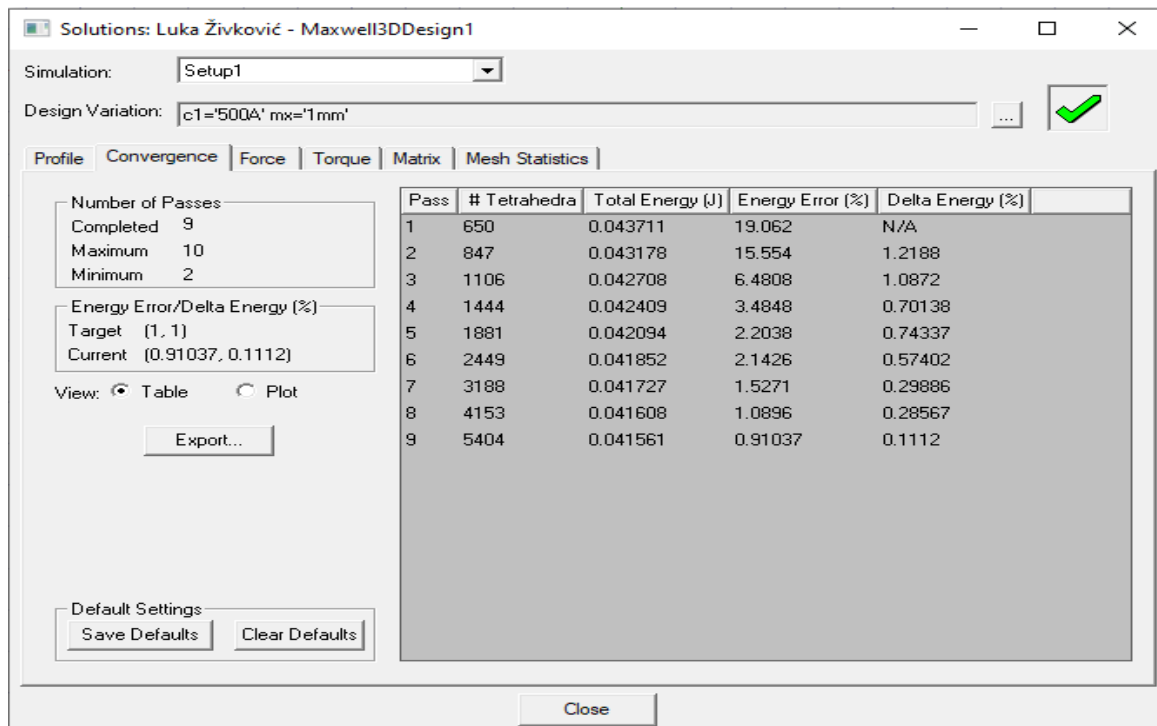 Solutions: Luka Živković - Maxwell3DDesign1
Simulation: Setup1
Design Variation: c1='500A' mx='1mm' ...
Profile Convergence Force Torque Matrix Mesh Statistics
Number of Passes
Completed 9
Maximum 10
Minimum 2
Energy Error/Delta Energy (%)
Target (1, 1)
Current (0.91037, 0.1112)
View: Table Plot
Export...
Default Settings
Save Defaults Clear Defaults
Pass # Tetrahedra Total Energy (J) Energy Error (%) Delta Energy (%)
1 650 0.043711 19.062 N/A
2 847 0.043178 15.554 1.2188
3 1106 0.042708 6.4808 1.0872
4 1444 0.042409 3.4848 0.70138
5 1881 0.042094 2.2038 0.74337
6 2449 0.041852 2.1426 0.57402
7 3188 0.041727 1.5271 0.29886
8 4153 0.041608 1.0896 0.28567
9 5404 0.041561 0.91037 0.1112
Close